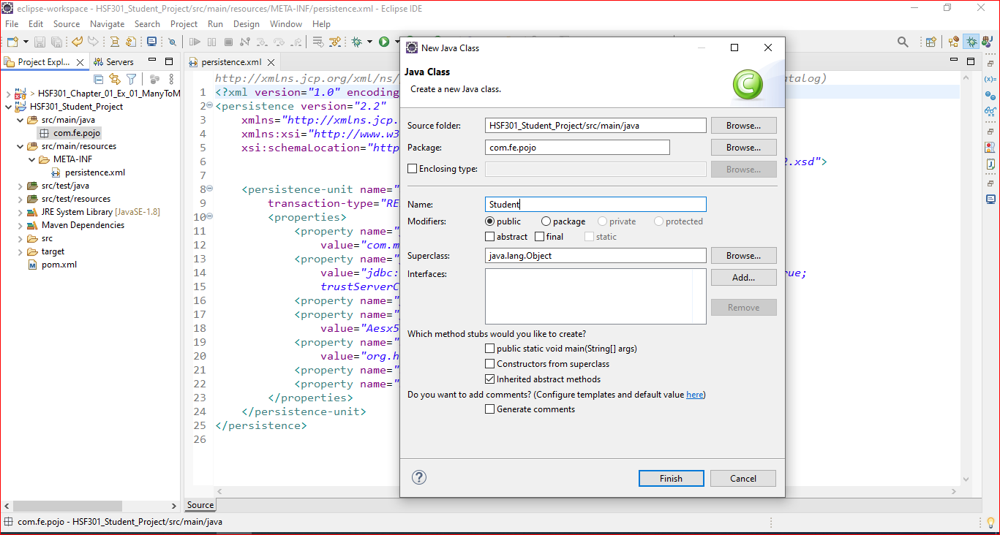 eclipse-workspace - HSF301_Student_Project/src/main/resources/META-INF/persistence.xml - Eclipse IDE
File Edit Source Navigate Search Project Run Design Window Help
Project Expl... Servers
> HSF301_Chapter_01_Ex_01_ManyToM
HSF301_Student_Project
src/main/java
com.fe.pojo
src/main/resources
META-INF
persistence.xml
src/test/java
src/test/resources
JRE System Library [JavaSE-1.8]
Maven Dependencies
src
target
pom.xml
persistence.xml
http://xmlns.jcp.org/xml/ns/ atalog)
1 <?xml version="1.0" encoding
2 <persistence version="2.2"
3 xmlns="http://xmlns.jcp.
4 xmlns:xsi="http://www.w3
5 xsi:schemaLocation="http
6 2.xsd">
7
8 <persistence-unit name="
9 transaction-type="RE
10 <properties>
11 <property name="
12 value="com.m
13 <property name="
14 value="jdbc: rue;
15 trustServerC
16 <property name="
17 <property name="
18 value="Aesx5
19 <property name="
20 value="org.h
21 <property name="
22 <property name="
23 </properties>
24 </persistence-unit>
25 </persistence>
26
Source
New Java Class
Java Class
Create a new Java class.
Source folder: HSF301_Student_Project/src/main/java Browse...
Package: com.fe.pojo Browse...
Enclosing type: Browse...
Name: Student
Modifiers: public package private protected
abstract final static
Superclass: java.lang.Object Browse...
Interfaces: Add...
Remove
Which method stubs would you like to create?
public static void main(String[] args)
Constructors from superclass
Inherited abstract methods
Do you want to add comments? (Configure templates and default value here)
Generate comments
Finish Cancel
com.fe.pojo - HSF301_Student_Project/src/main/java